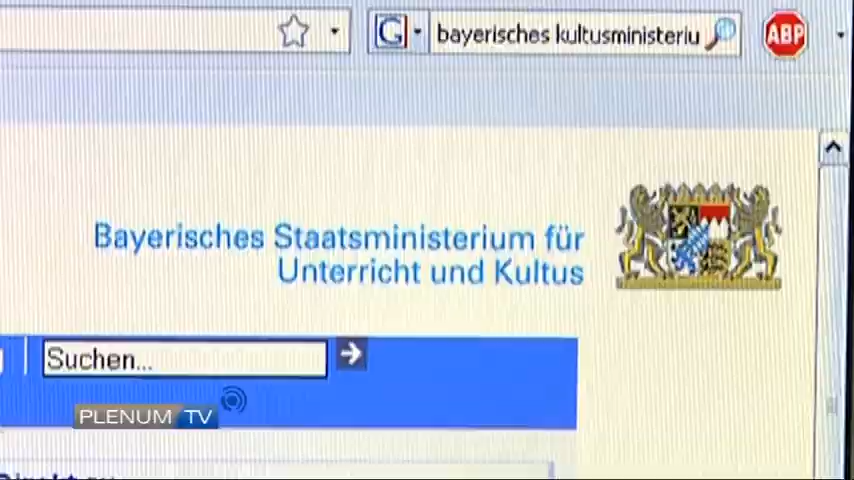 G
bayerisches kultusministeriu
ABP
Bayerisches Staatsministerium für
Unterricht und Kultus
Suchen...
PLENUM TV